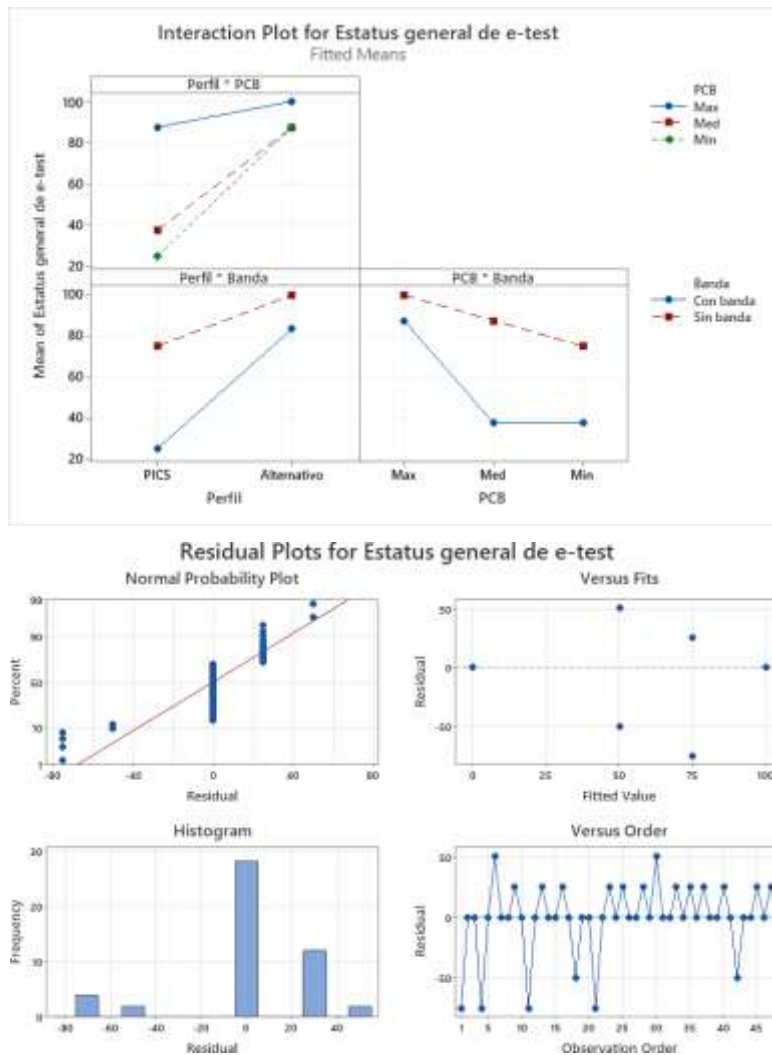 Interaction Plot for Estatus general de e-test
Fitted Means
Perfil * PCB
100
80
60
40
20
PCB
Max
Med
Min
Mean of Estatus general de e-test
Perfil * Banda
PCB * Banda
100
80
60
40
20
Banda
Con banda
Sin banda
PICS
Alternativo
Max
Med
Min
Perfil
PCB
Residual Plots for Estatus general de e-test
Normal Probability Plot
Versus Fits
Percent
99
90
50
10
1
-80
-40
0
40
80
Residual
Residual
50
0
-50
0
25
50
75
100
Fitted Value
Histogram
Versus Order
Frequency
30
20
10
0
-80
-60
-40
-20
0
20
40
Residual
Residual
50
0
-50
1
5
10
15
20
25
30
35
40
45
Observation Order